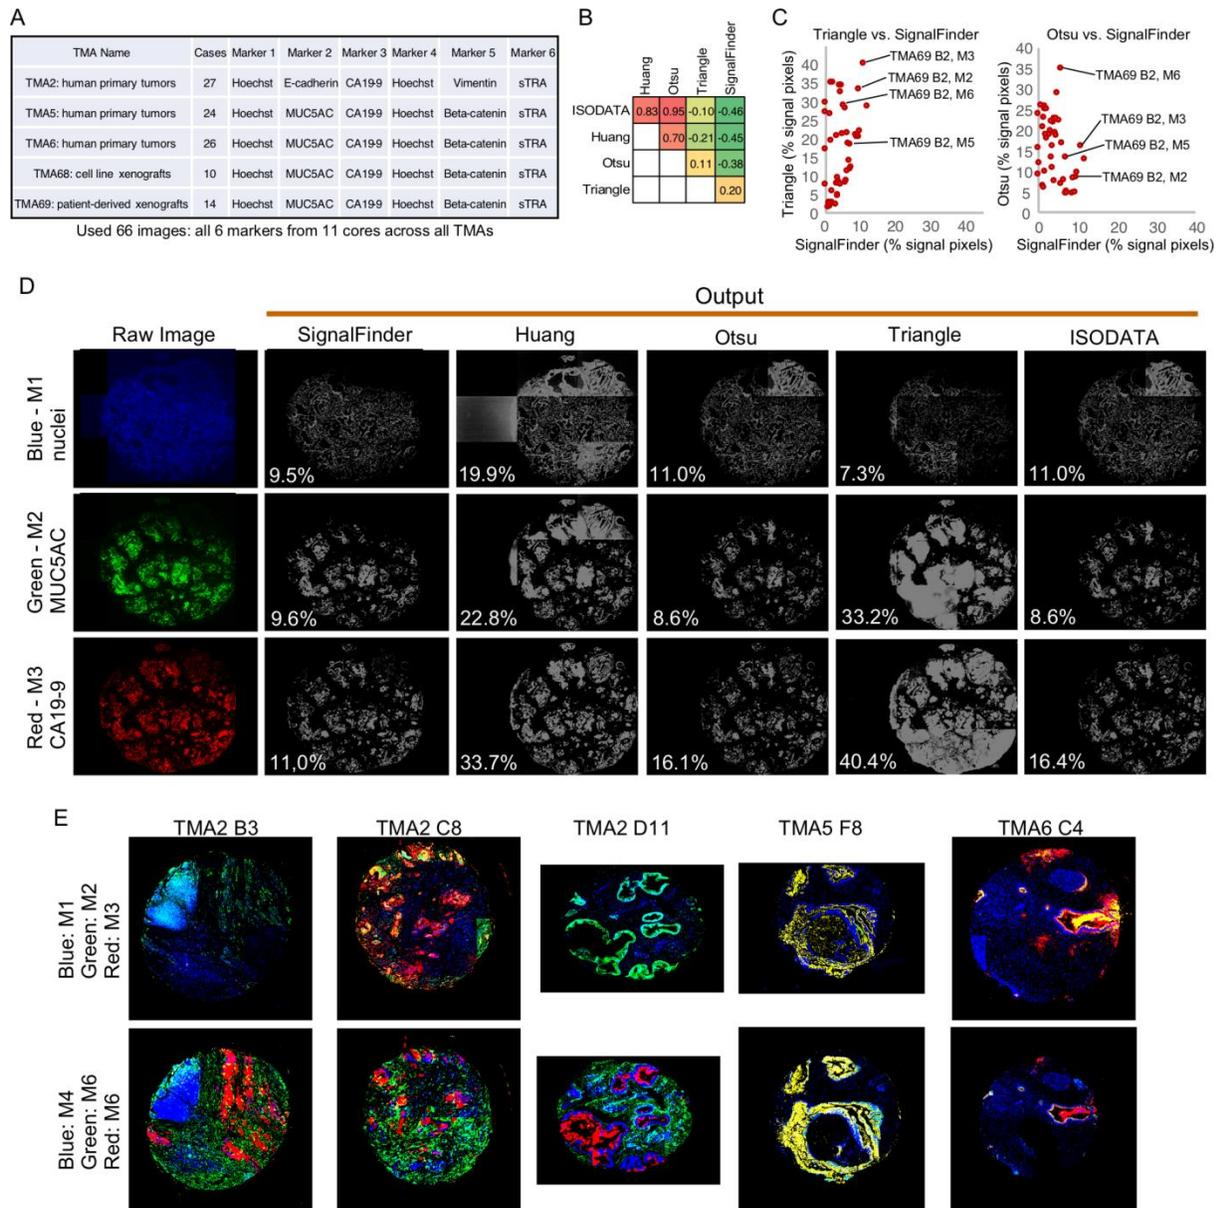 A
TMA Name Cases Marker 1 Marker 2 Marker 3 Marker 4 Marker 5 Marker 6
TMA2: human primary tumors 27 Hoechst E-cadherin CA19-9 Hoechst Vimentin sTRA
TMA5: human primary tumors 24 Hoechst MUC5AC CA19-9 Hoechst Beta-catenin sTRA
TMA6: human primary tumors 26 Hoechst MUC5AC CA19-9 Hoechst Beta-catenin sTRA
TMA68: cell line xenografts 10 Hoechst MUC5AC CA19-9 Hoechst Beta-catenin sTRA
TMA69: patient-derived xenografts 14 Hoechst MUC5AC CA19-9 Hoechst Beta-catenin sTRA
Used 66 images: all 6 markers from 11 cores across all TMAs
B
Huang
Otsu
Triangle
SignalFinder
ISODATA 0.83 0.95 -0.10 -0.46
Huang 0.70 -0.21 -0.45
Otsu 0.11 -0.38
Triangle 0.20
C
Triangle vs. SignalFinder
Triangle (% signal pixels)
40
35
30
25
20
15
10
5
0
TMA69 B2, M3
TMA69 B2, M2
TMA69 B2, M6
TMA69 B2, M5
0 10 20 30 40
SignalFinder (% signal pixels)
Otsu vs. SignalFinder
Otsu (% signal pixels)
40
35
30
25
20
15
10
5
0
TMA69 B2, M6
TMA69 B2, M3
TMA69 B2, M5
TMA69 B2, M2
0 10 20 30 40
SignalFinder (% signal pixels)
D
Output
Raw Image SignalFinder Huang Otsu Triangle ISODATA
Blue - M1
nuclei
9.5% 19.9% 11.0% 7.3% 11.0%
Green - M2
MUC5AC
9.6% 22.8% 8.6% 33.2% 8.6%
Red - M3
CA19-9
11,0% 33.7% 16.1% 40.4% 16.4%
E
TMA2 B3 TMA2 C8 TMA2 D11 TMA5 F8 TMA6 C4
Blue: M1
Green: M2
Red: M3
Blue: M4
Green: M6
Red: M6